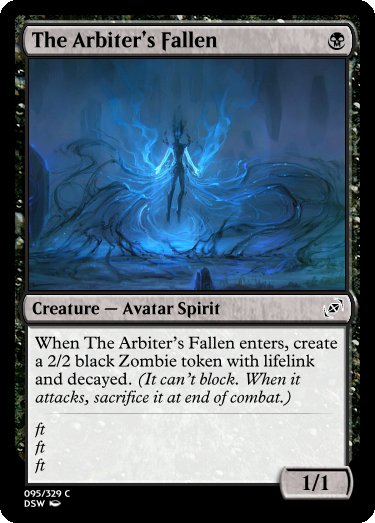 The Arbiter's Fallen
Creature — Avatar Spirit
When The Arbiter's Fallen enters, create
a 2/2 black Zombie token with lifelink
and decayed. (It can't block. When it
attacks, sacrifice it at end of combat.)
ft
ft
ft
1/1
095/329 C
DSW